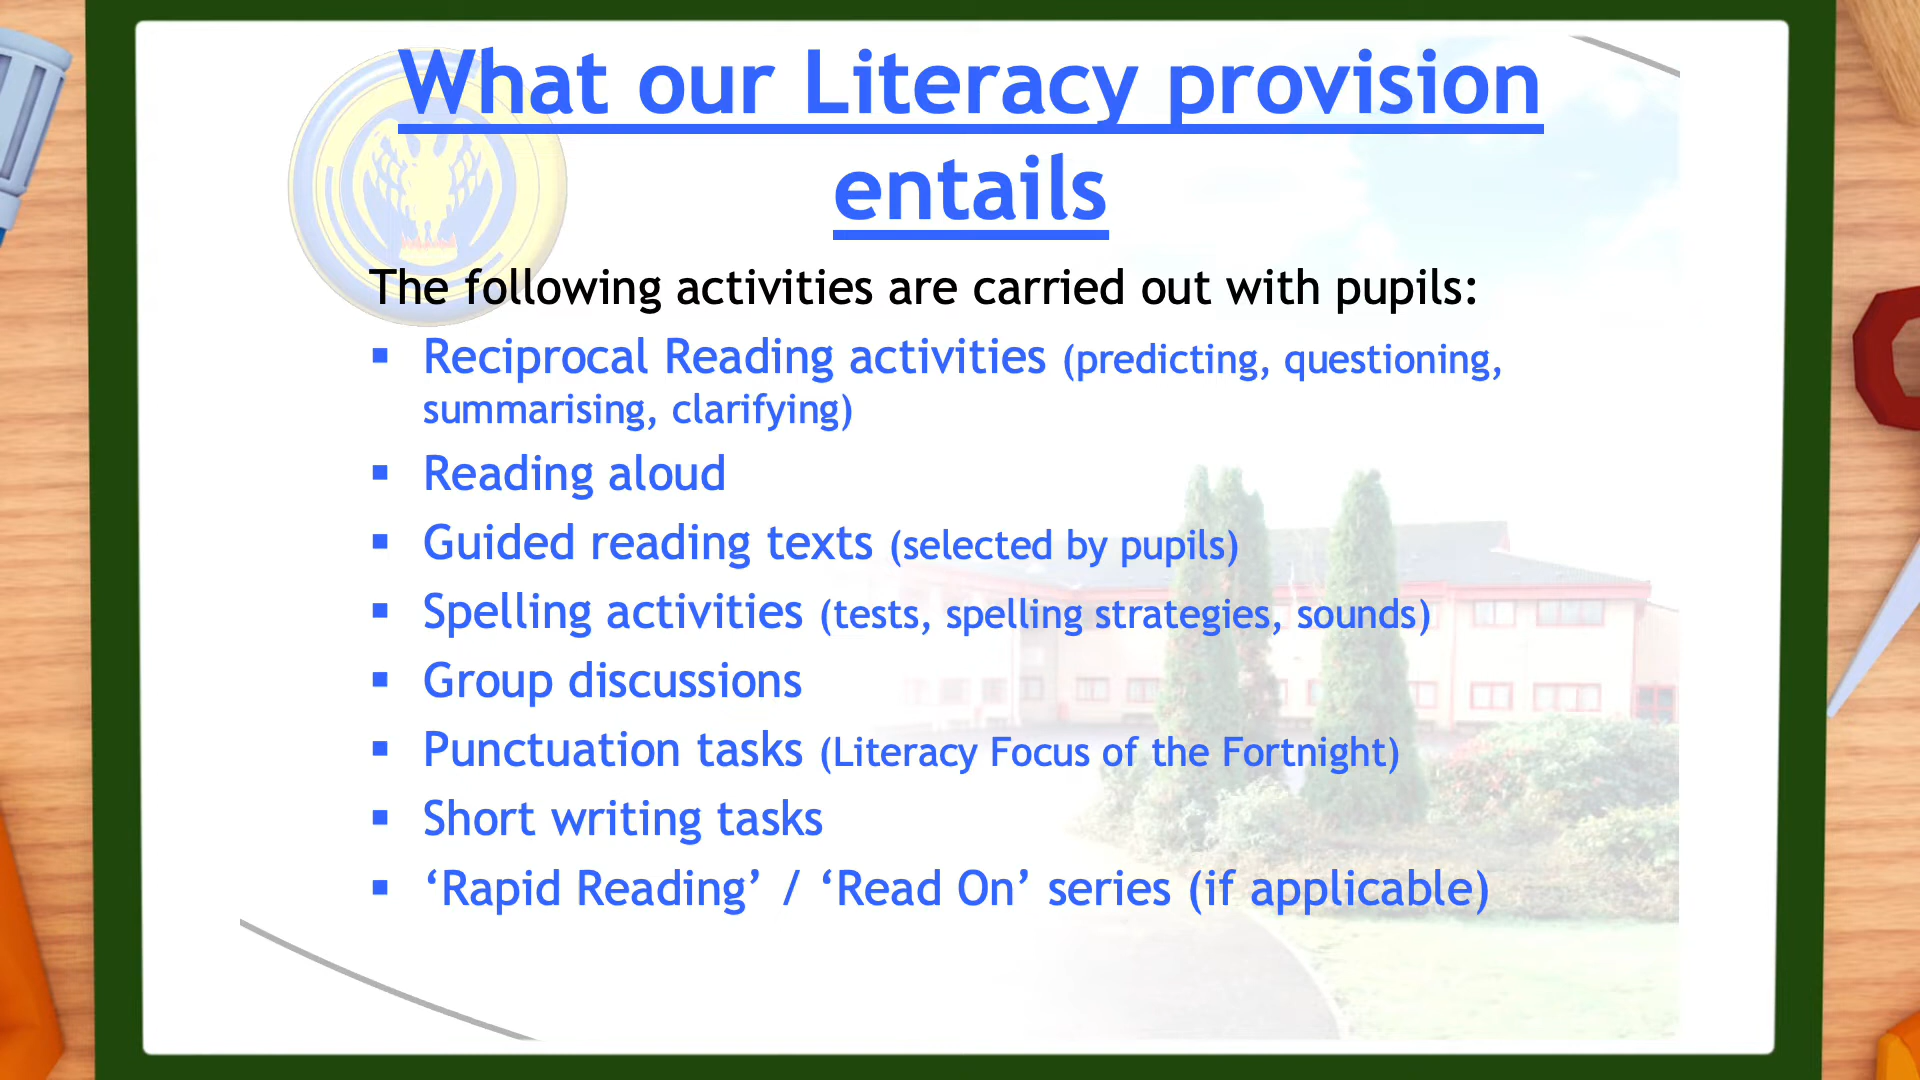 What our Literacy provision
entails
The following activities are carried out with pupils:
▪ Reciprocal Reading activities (predicting, questioning,
summarising, clarifying)
▪ Reading aloud
▪ Guided reading texts (selected by pupils)
▪ Spelling activities (tests, spelling strategies, sounds)
▪ Group discussions
▪ Punctuation tasks (Literacy Focus of the Fortnight)
▪ Short writing tasks
▪ ‘Rapid Reading’ / ‘Read On’ series (if applicable)